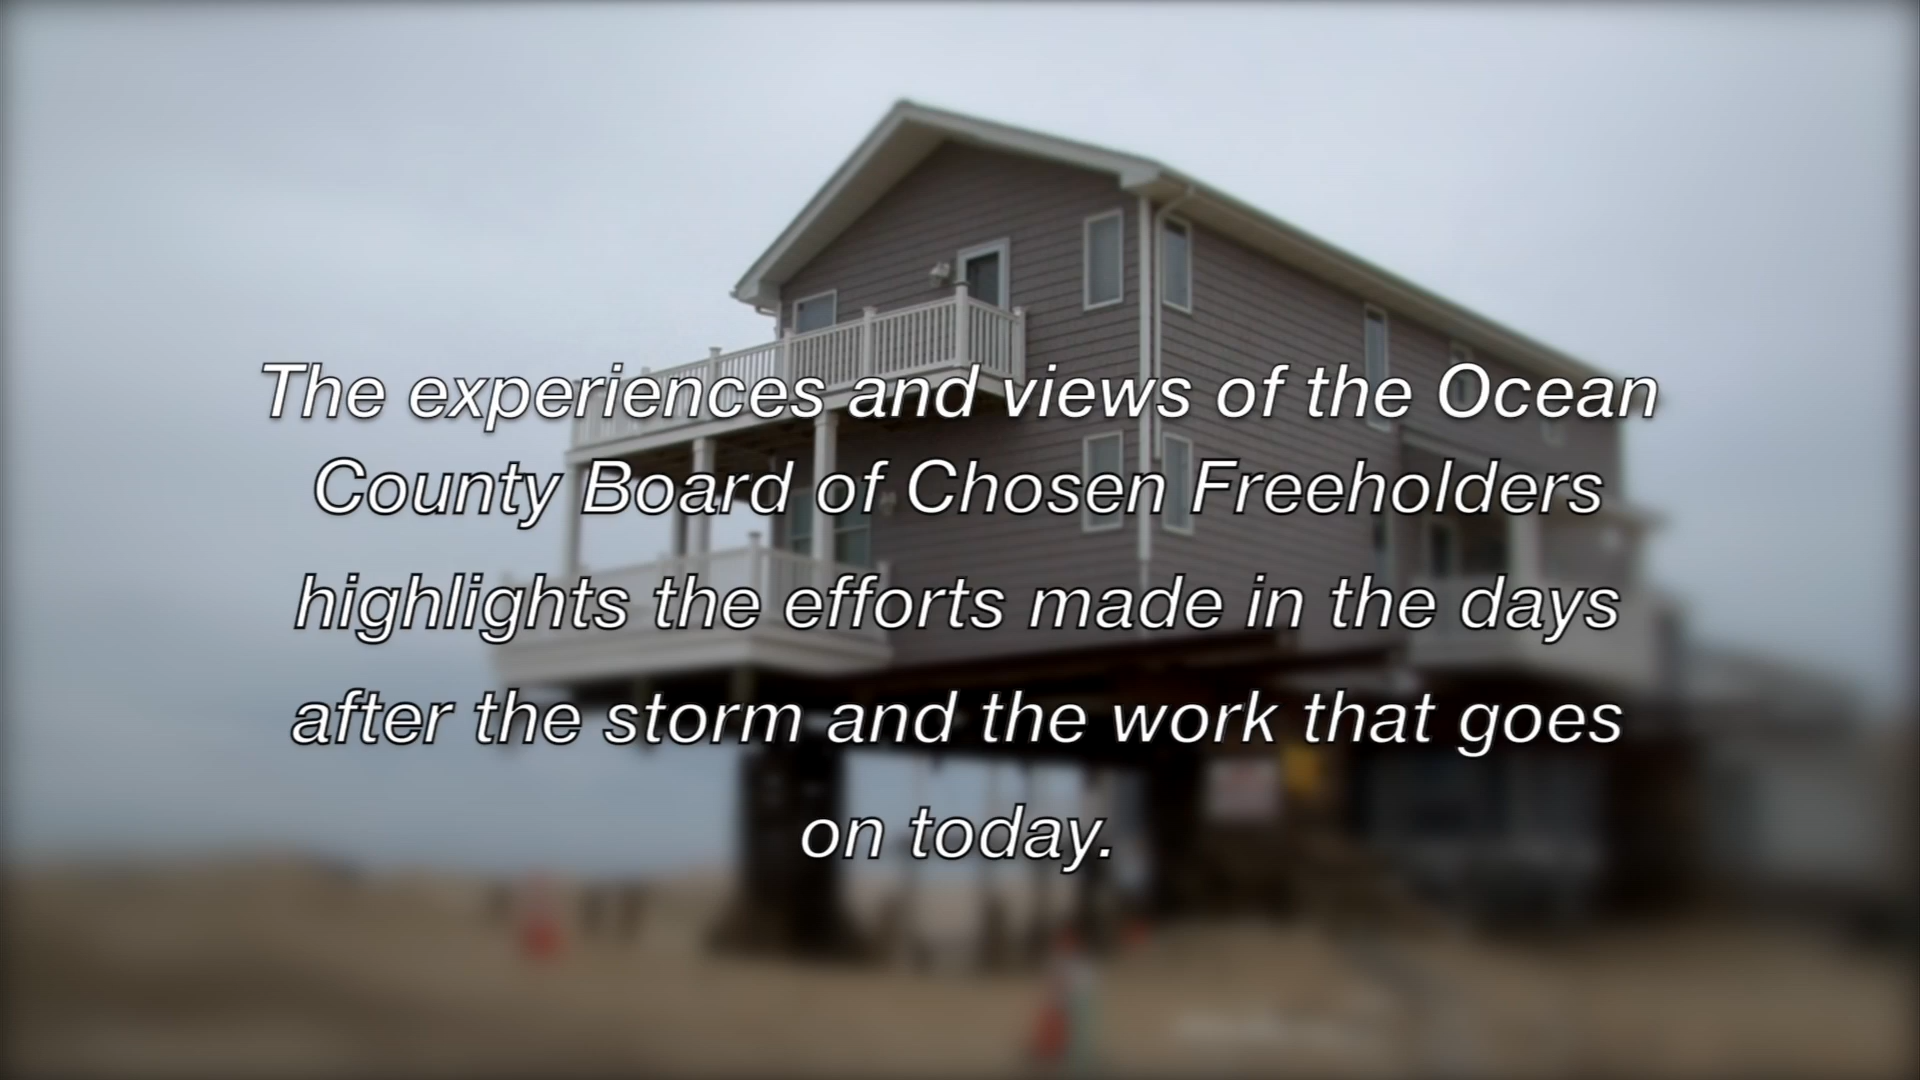 The experiences and views of the Ocean
County Board of Chosen Freeholders
highlights the efforts made in the days
after the storm and the work that goes
on today.